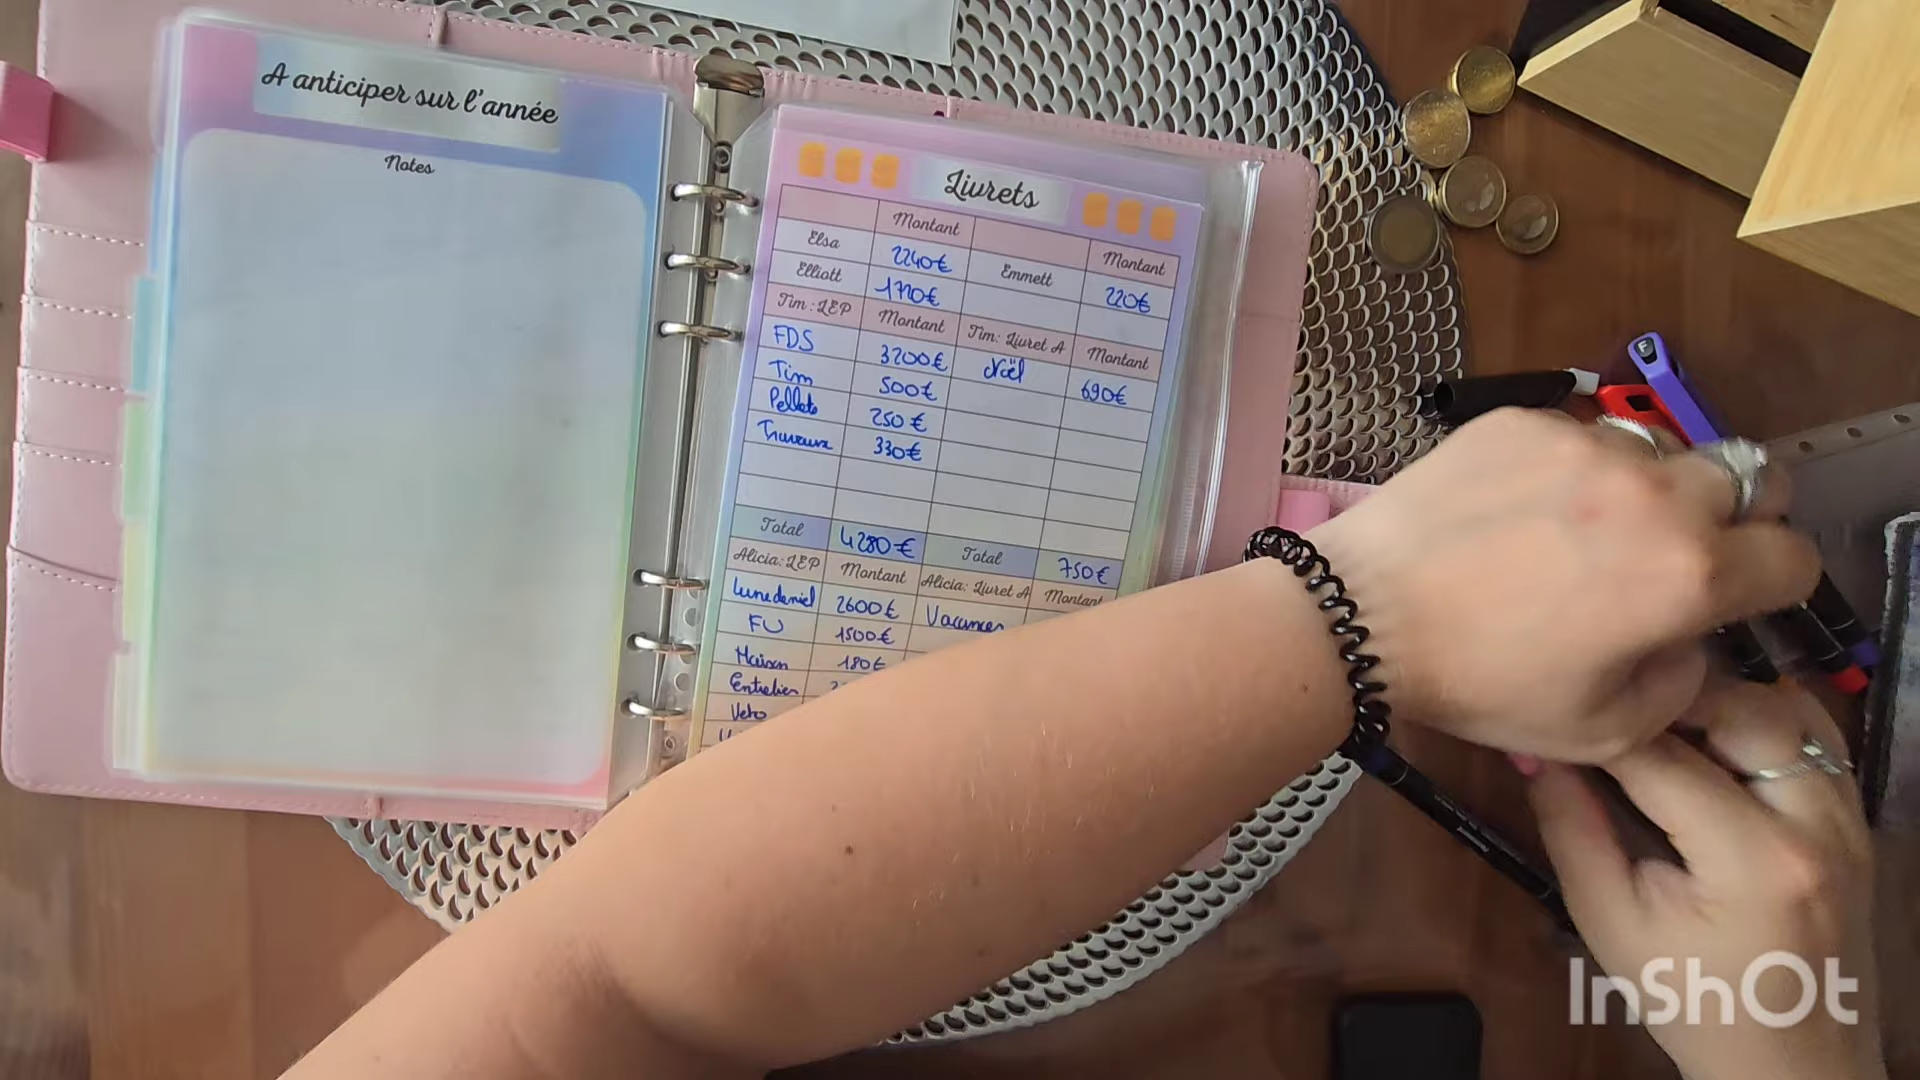 A anticiper sur l'année
Notes
Livrets
Montant
Elsa 2240€ Montant
Elliott 1720€ Emmett 220€
Tim : LEP Montant Tim: Livret A Montant
FDS 3200€ Noël 690€
Tim 500€
Pellets 250€
Travaux 330€
Total 4280€ Total 750€
Alicia: LEP Montant Alicia: Livret A Montant
Lunedemiel 2600€ Vacances
FU 1500€
Maison 180€
Entretien
Veto
F
InShOt